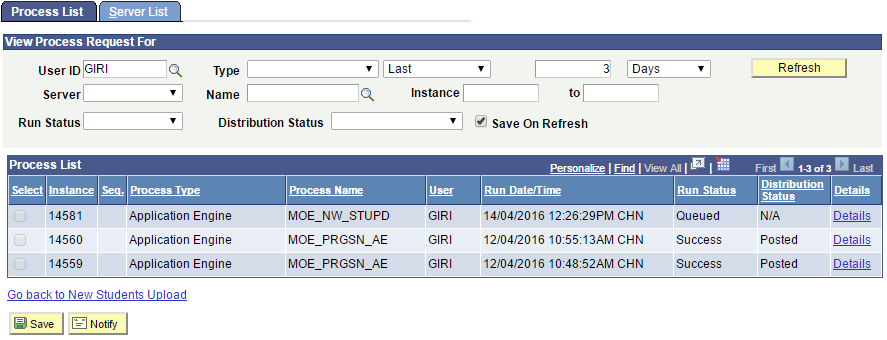 Process List Server List
View Process Request For
User ID GIRI Type Last 3 Days Refresh
Server Name Instance to
Run Status Distribution Status Save On Refresh
Process List Personalize | Find | View All | | First 1-3 of 3 Last
Select Instance Seq. Process Type Process Name User Run Date/Time Run Status Distribution Status Details
14581 Application Engine MOE_NW_STUPD GIRI 14/04/2016 12:26:29PM CHN Queued N/A Details
14560 Application Engine MOE_PRGSN_AE GIRI 12/04/2016 10:55:13AM CHN Success Posted Details
14559 Application Engine MOE_PRGSN_AE GIRI 12/04/2016 10:48:52AM CHN Success Posted Details
Go back to New Students Upload
Save Notify